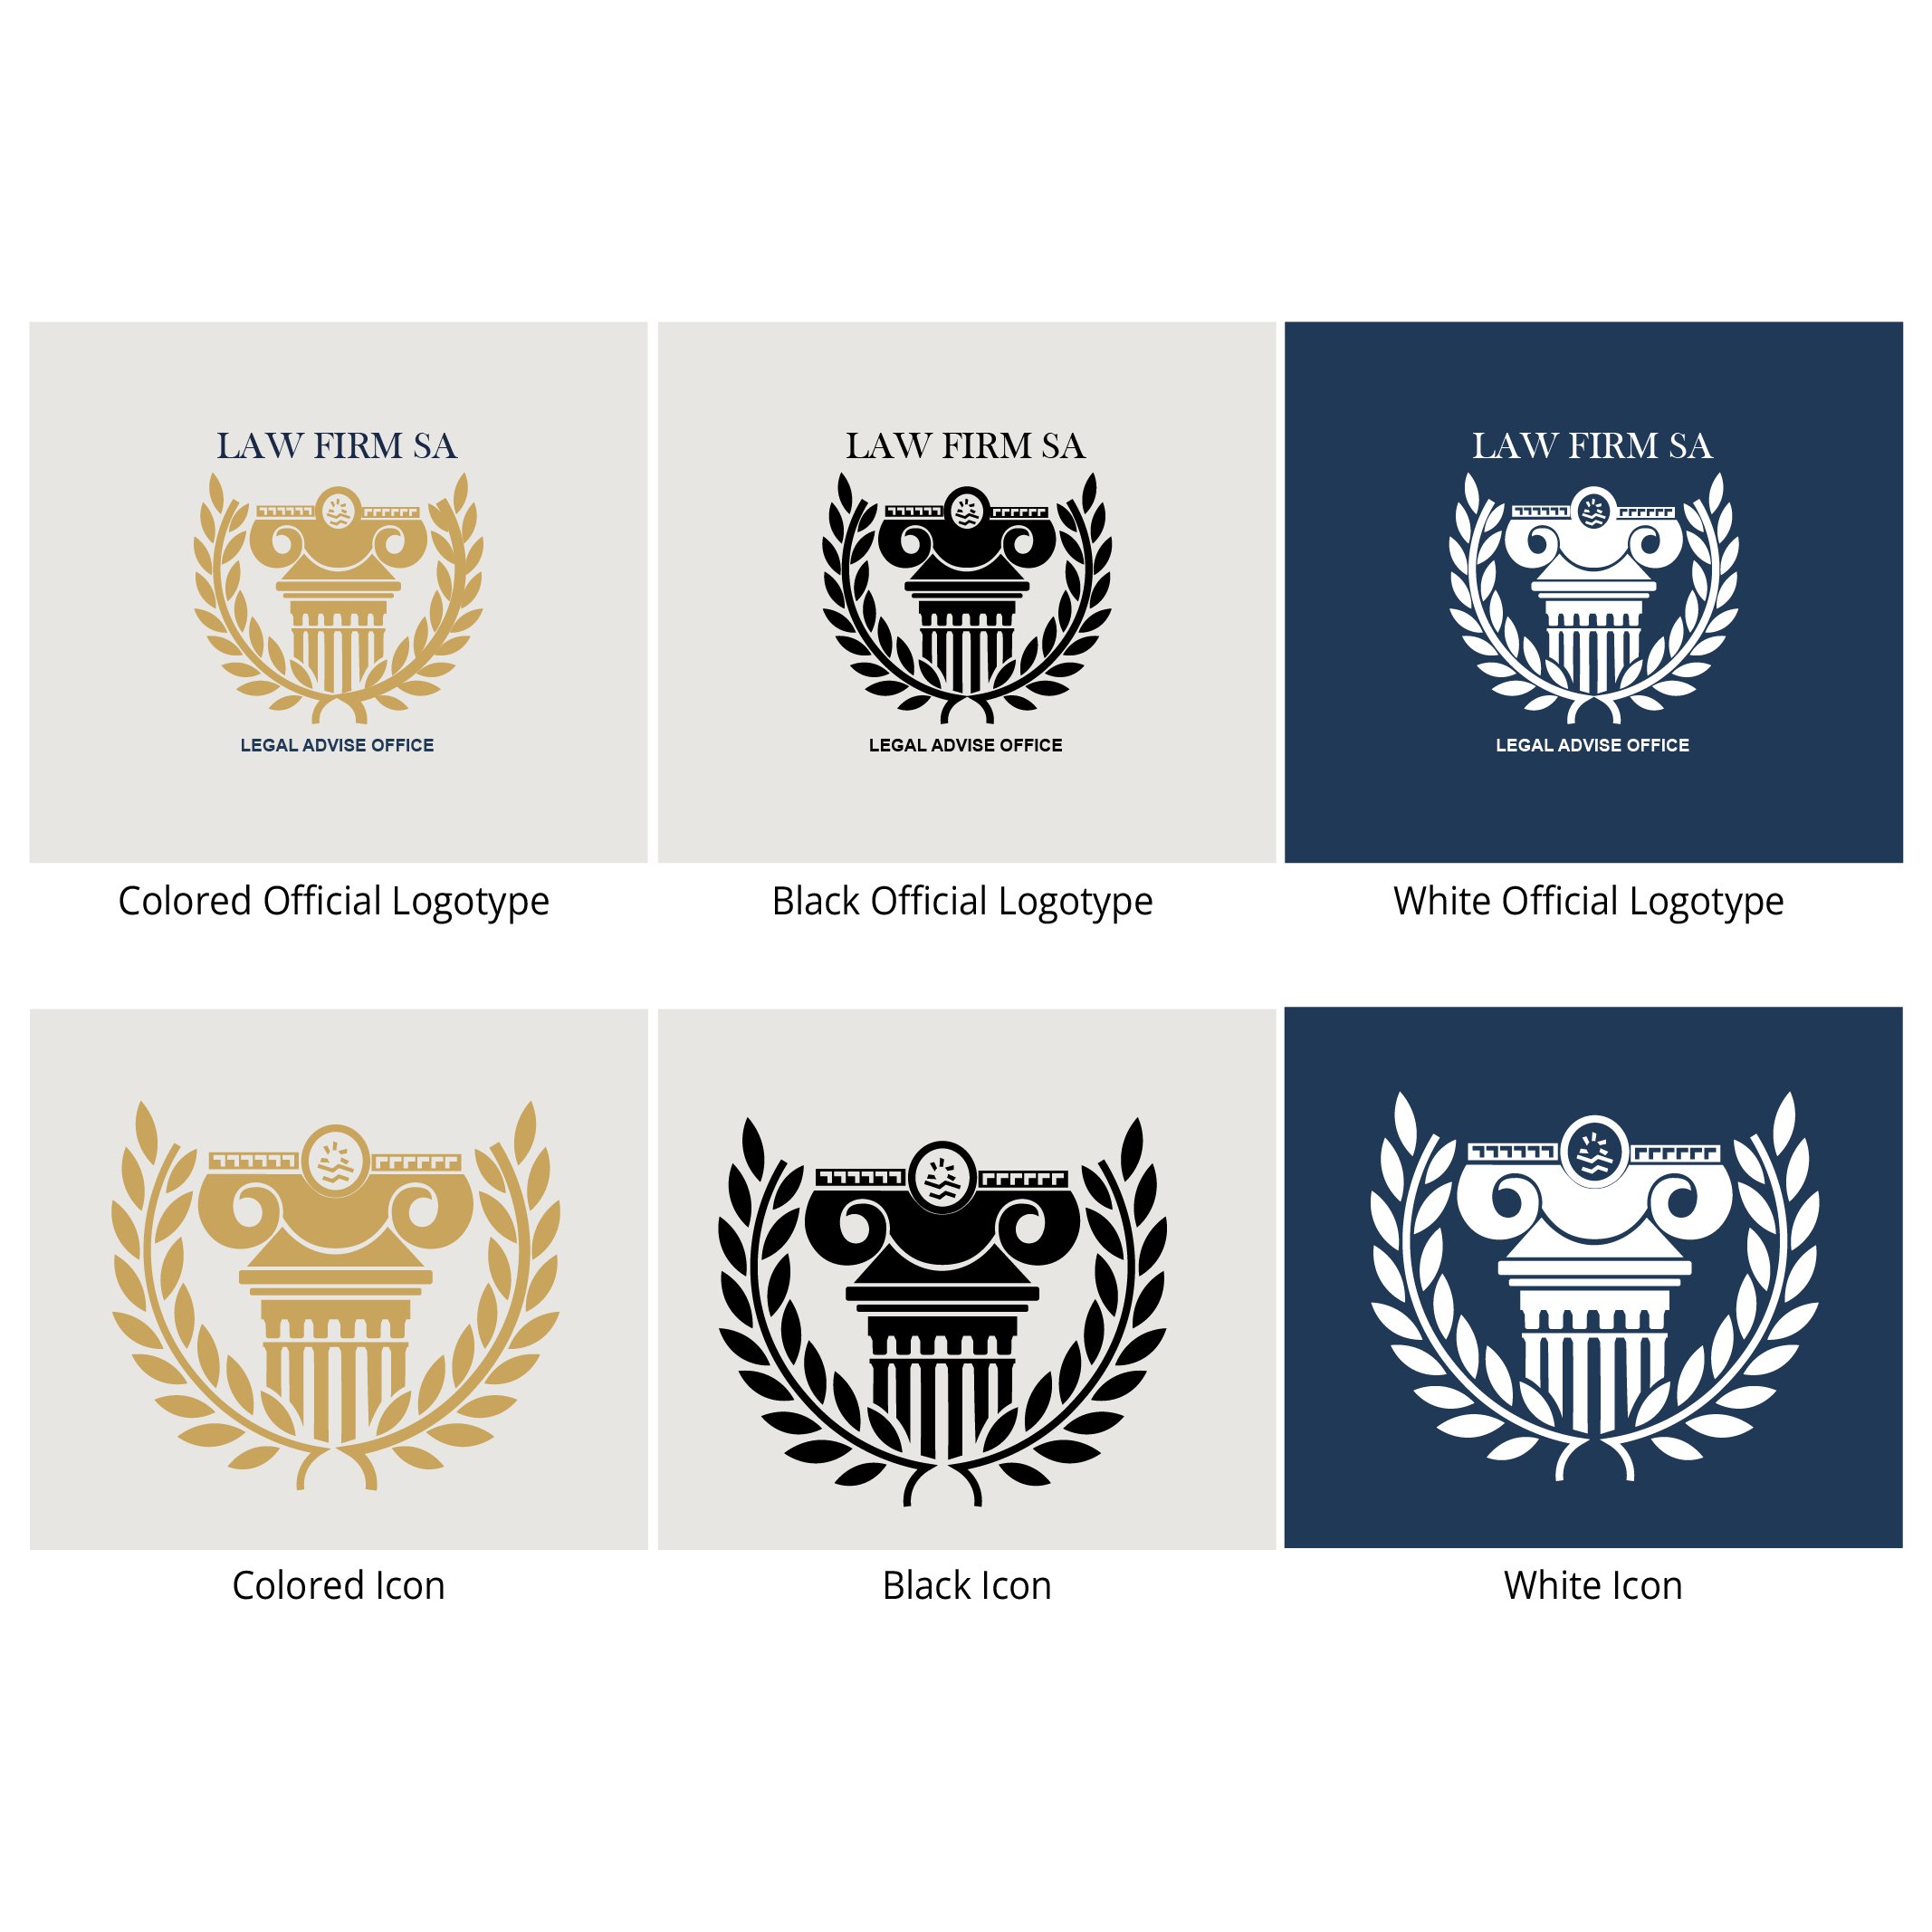 LAW FIRM SA
LEGAL ADVISE OFFICE
LAW FIRM SA
LEGAL ADVISE OFFICE
LAW FIRM SA
LEGAL ADVISE OFFICE
Colored Official Logotype
Black Official Logotype
White Official Logotype
Colored Icon
Black Icon
White Icon